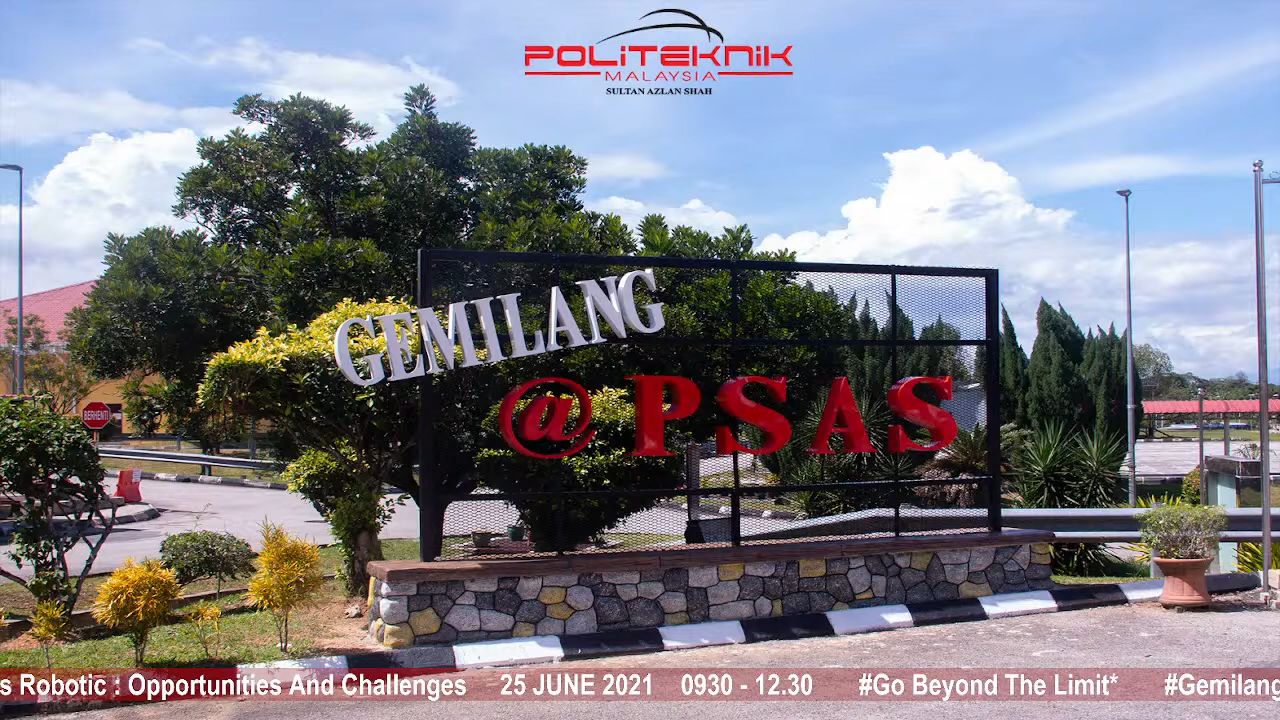 POLiTEKniK
MALAYSIA
SULTAN AZLAN SHAH
GEMILANG
@PSAS
BERHENTI
s Robotic : Opportunities And Challenges 25 JUNE 2021 0930 - 12.30 #Go Beyond The Limit* #Gemilang